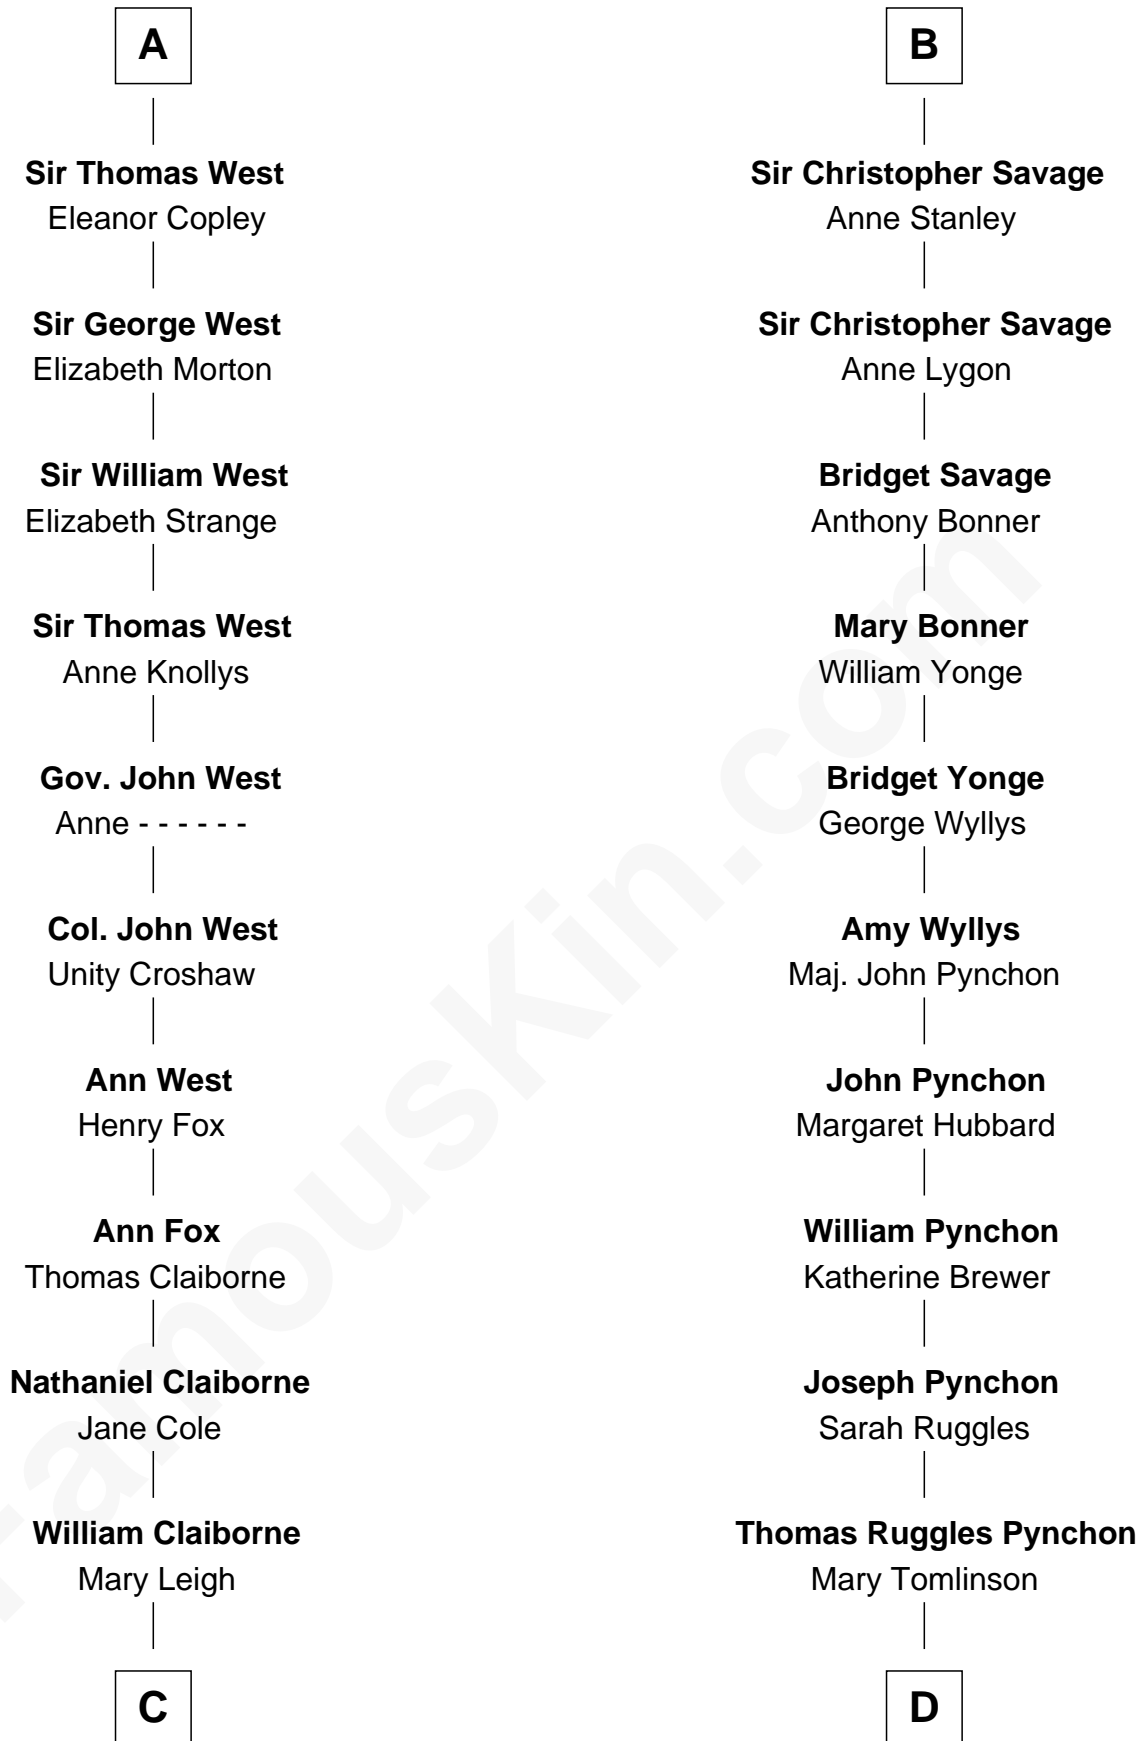 A
Sir Thomas West
Eleanor Copley
Sir George West
Elizabeth Morton
Sir William West
Elizabeth Strange
Sir Thomas West
Anne Knollys
Gov. John West
Anne - - - - - -
Col. John West
Unity Croshaw
Ann West
Henry Fox
Ann Fox
Thomas Claiborne
Nathaniel Claiborne
Jane Cole
William Claiborne
Mary Leigh
C
B
Sir Christopher Savage
Anne Stanley
Sir Christopher Savage
Anne Lygon
Bridget Savage
Anthony Bonner
Mary Bonner
William Yonge
Bridget Yonge
George Wyllys
Amy Wyllys
Maj. John Pynchon
John Pynchon
Margaret Hubbard
William Pynchon
Katherine Brewer
Joseph Pynchon
Sarah Ruggles
Thomas Ruggles Pynchon
Mary Tomlinson
D
FamousKin.com